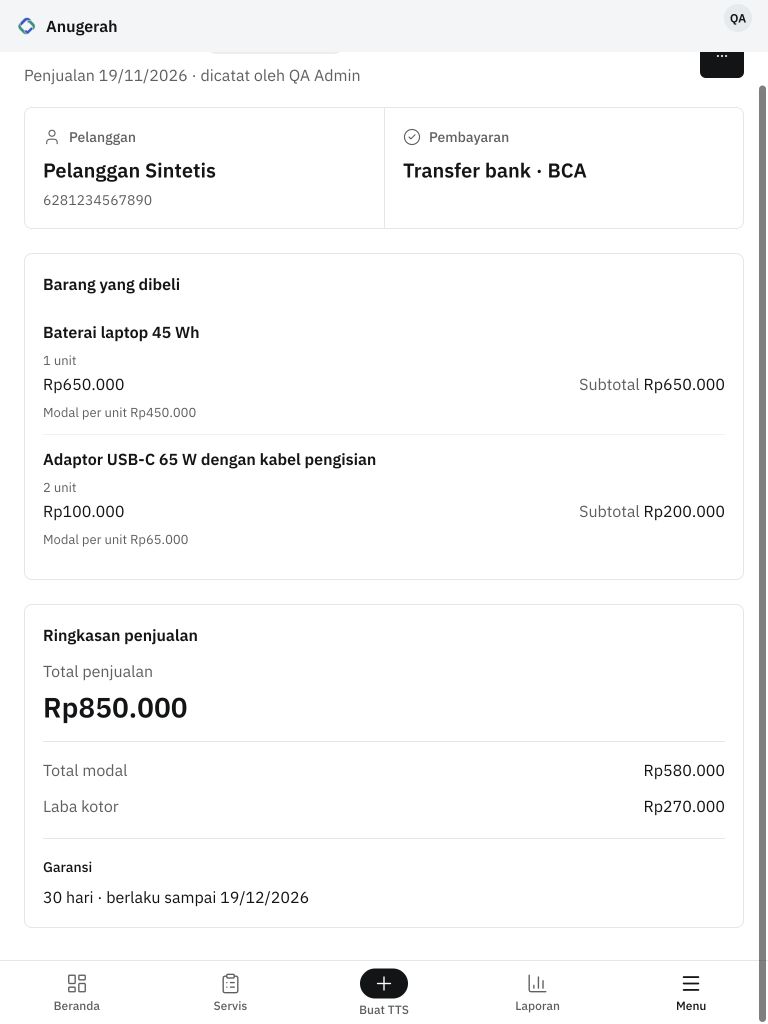 Anugerah
QA
Penjualan 19/11/2026 · dicatat oleh QA Admin
...
Pelanggan
Pelanggan Sintetis
6281234567890
Pembayaran
Transfer bank · BCA
Barang yang dibeli
Baterai laptop 45 Wh
1 unit
Rp650.000
Subtotal Rp650.000
Modal per unit Rp450.000
Adaptor USB-C 65 W dengan kabel pengisian
2 unit
Rp100.000
Subtotal Rp200.000
Modal per unit Rp65.000
Ringkasan penjualan
Total penjualan
Rp850.000
Total modal Rp580.000
Laba kotor Rp270.000
Garansi
30 hari · berlaku sampai 19/12/2026
Beranda
Servis
Buat TTS
Laporan
Menu